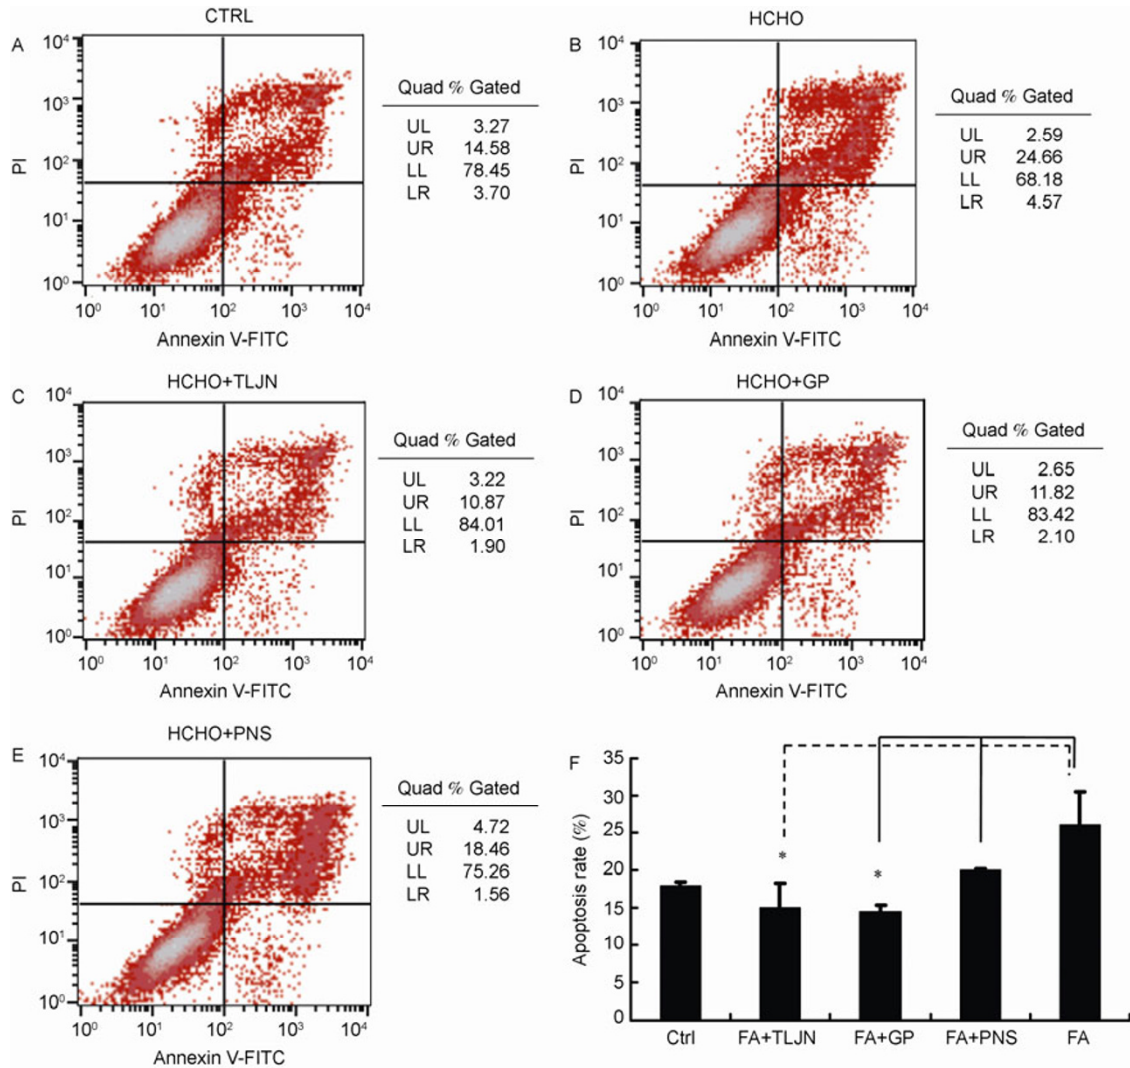 A
CTRL
10⁴
10³
10²
10¹
10⁰
PI
10⁰ 10¹ 10² 10³ 10⁴
Annexin V-FITC
Quad % Gated
UL 3.27
UR 14.58
LL 78.45
LR 3.70
B
HCHO
10⁴
10³
10²
10¹
10⁰
PI
10⁰ 10¹ 10² 10³ 10⁴
Annexin V-FITC
Quad % Gated
UL 2.59
UR 24.66
LL 68.18
LR 4.57
C
HCHO+TLJN
10⁴
10³
10²
10¹
10⁰
PI
10⁰ 10¹ 10² 10³ 10⁴
Annexin V-FITC
Quad % Gated
UL 3.22
UR 10.87
LL 84.01
LR 1.90
D
HCHO+GP
10⁴
10³
10²
10¹
10⁰
PI
10⁰ 10¹ 10² 10³ 10⁴
Annexin V-FITC
Quad % Gated
UL 2.65
UR 11.82
LL 83.42
LR 2.10
E
HCHO+PNS
10⁴
10³
10²
10¹
10⁰
PI
10⁰ 10¹ 10² 10³ 10⁴
Annexin V-FITC
Quad % Gated
UL 4.72
UR 18.46
LL 75.26
LR 1.56
F
35
30
25
20
15
10
5
0
Apoptosis rate (%)
* *
Ctrl FA+TLJN FA+GP FA+PNS FA